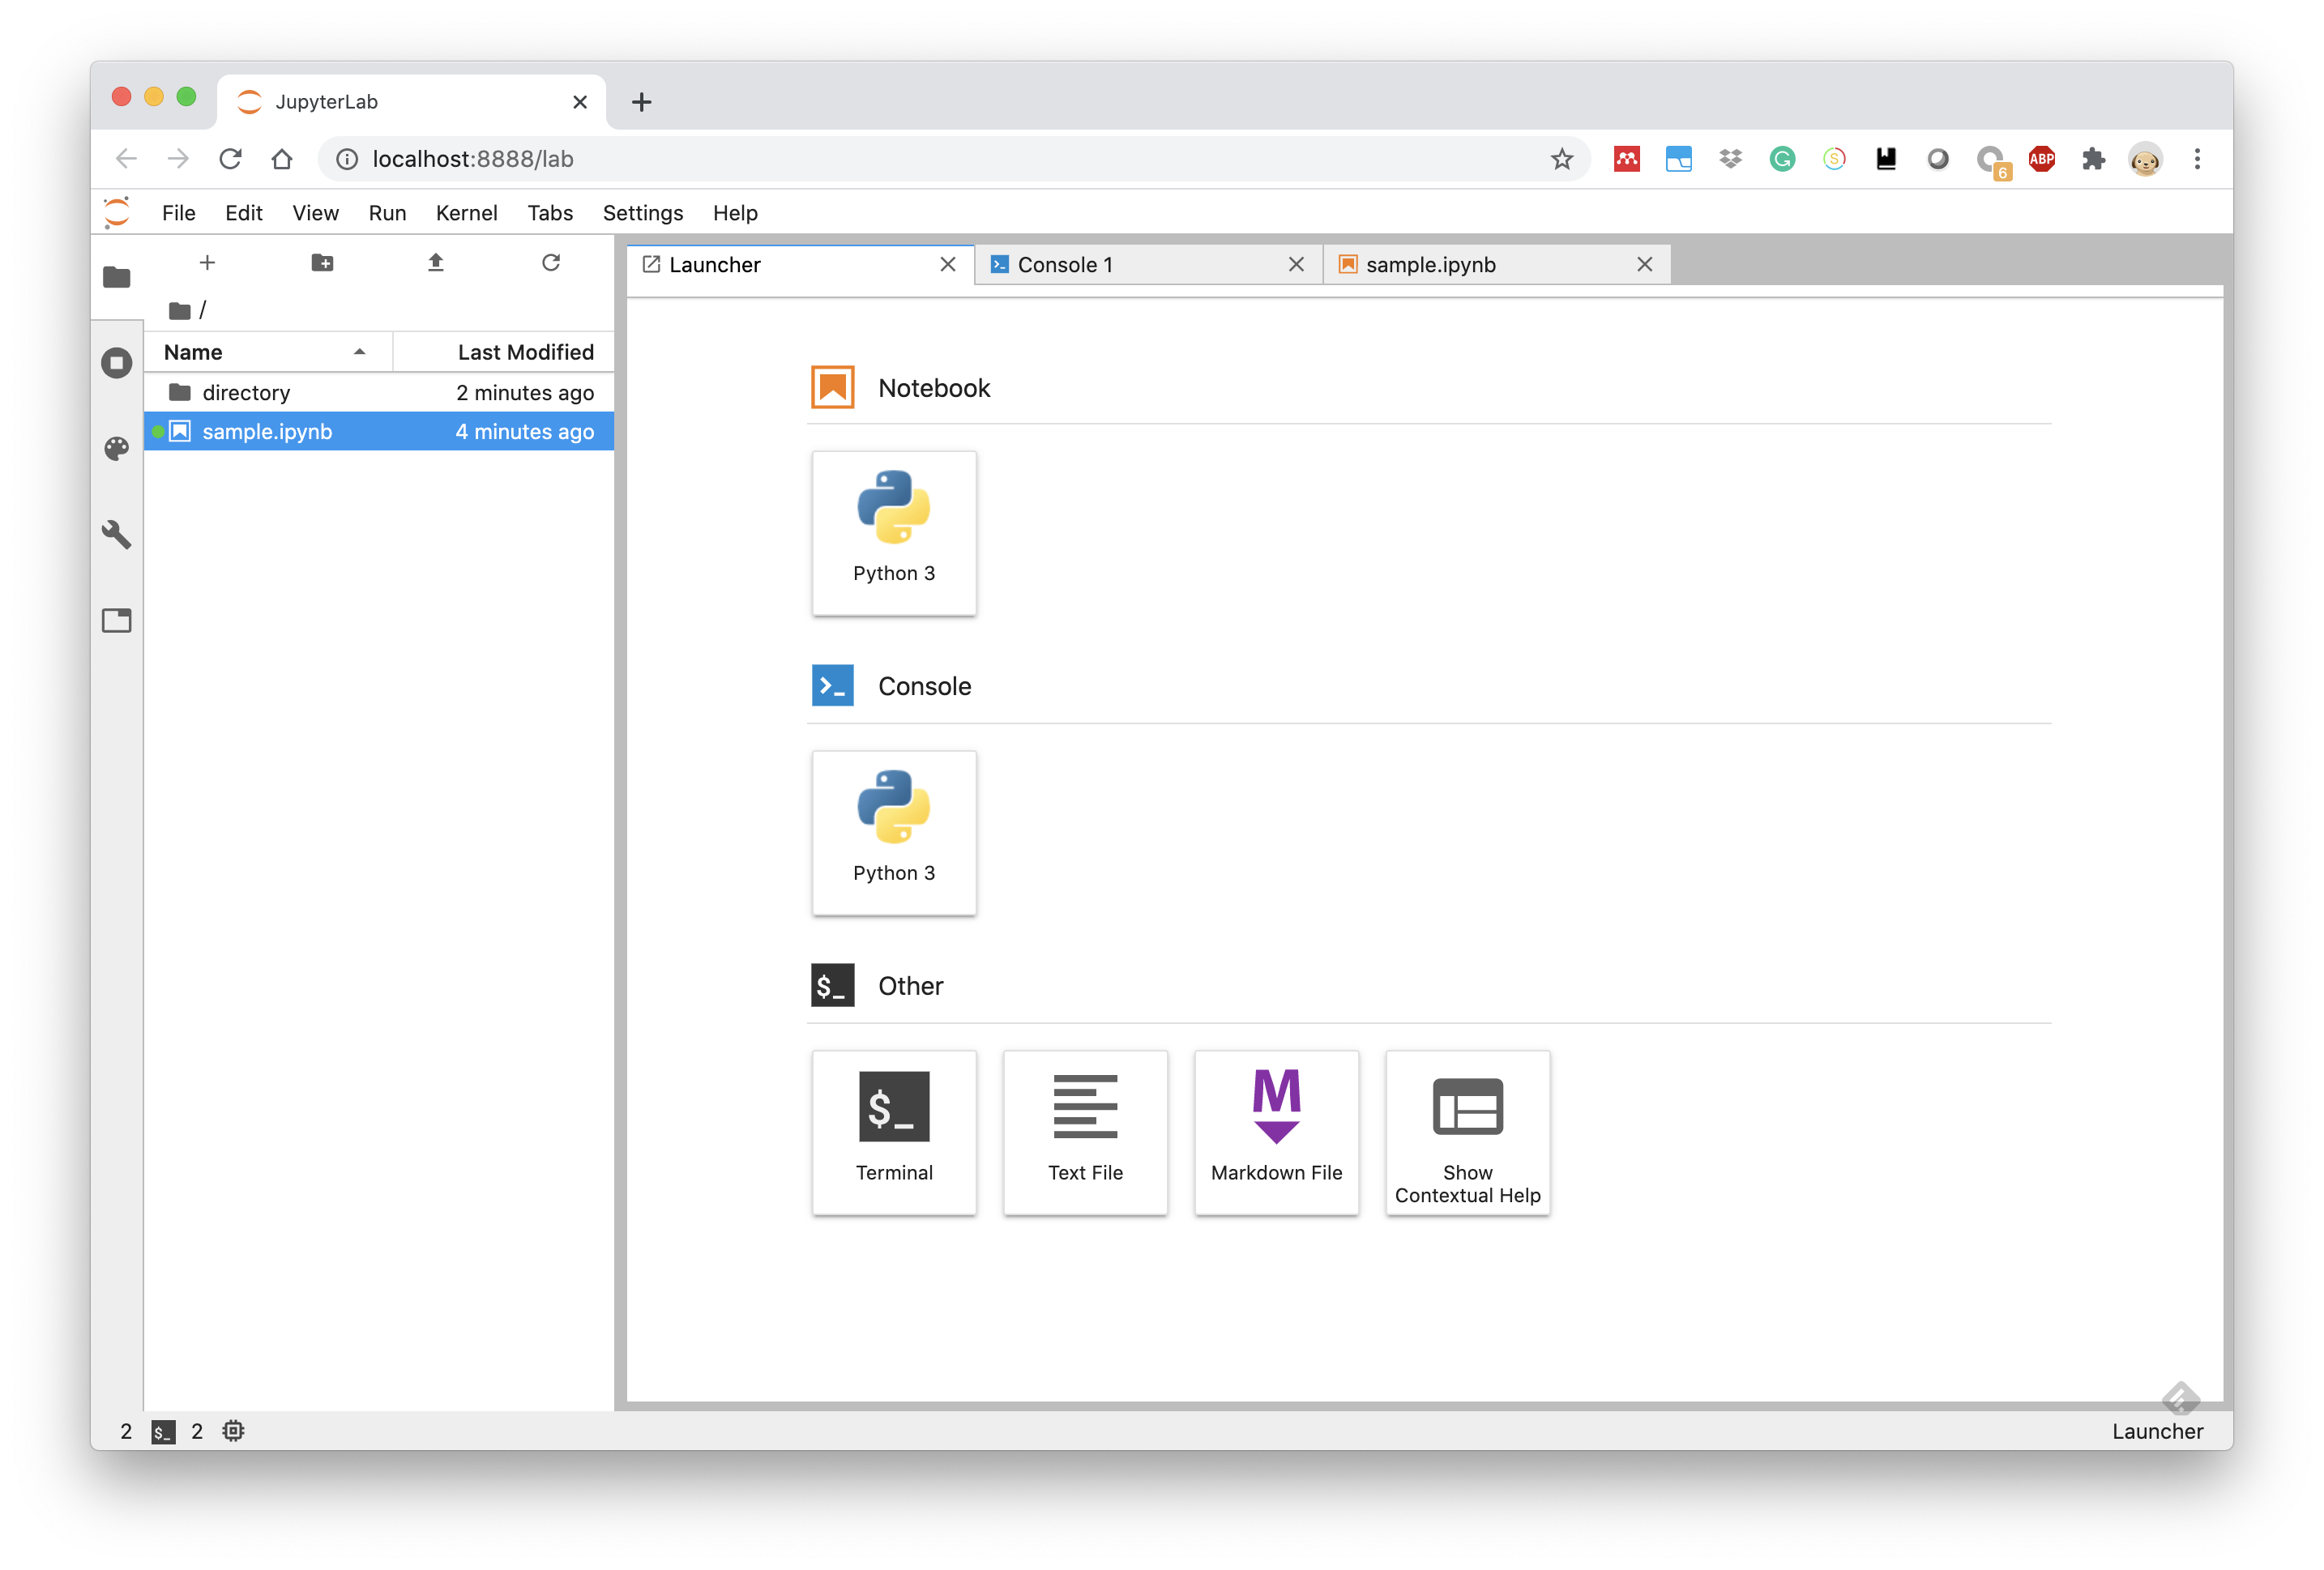 JupyterLab
localhost:8888/lab
S
6
ABP
File Edit View Run Kernel Tabs Settings Help
Launcher
Console 1
sample.ipynb
/
Name Last Modified
directory 2 minutes ago
sample.ipynb 4 minutes ago
Notebook
Python 3
Console
Python 3
$_ Other
$_
Terminal
Text File
M
Markdown File
Show
Contextual Help
2 $_ 2 Launcher